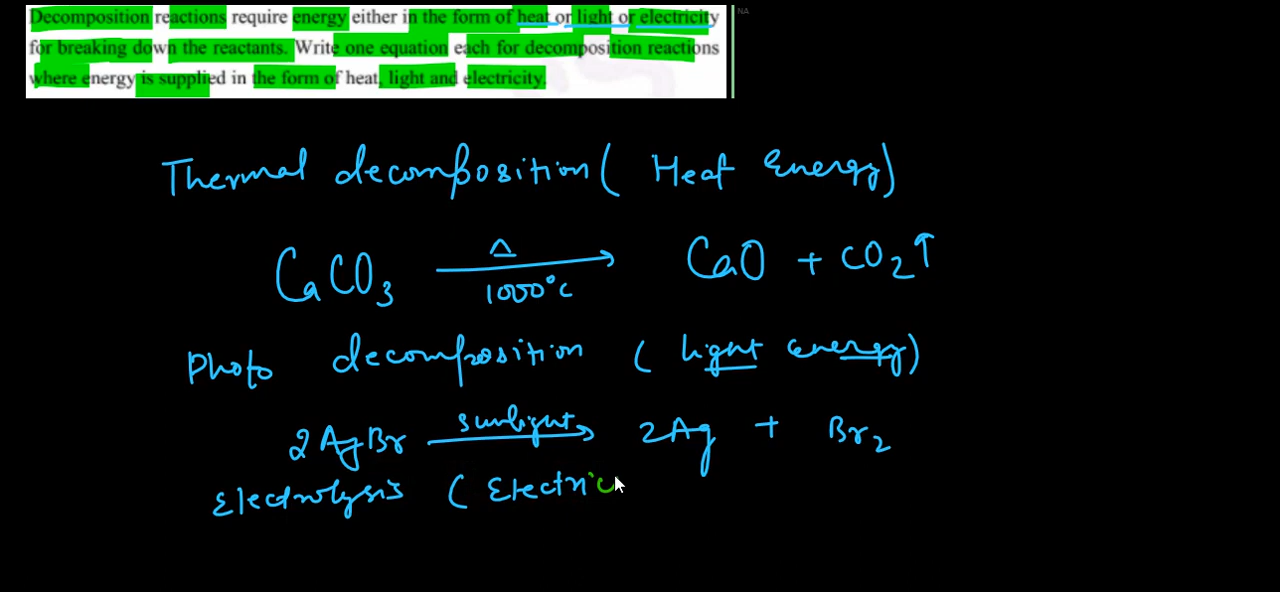 Decomposition reactions require energy either in the form of heat or light or electricity
for breaking down the reactants. Write one equation each for decomposition reactions
where energy is supplied in the form of heat, light and electricity.
NA
Thermal decomposition ( Heat Energy)
CaCO3 Δ 1000°C → CaO + CO2↑
Photo decomposition ( light energy)
2AgBr sunlight → 2Ag + Br2
Electrolysis ( Electric